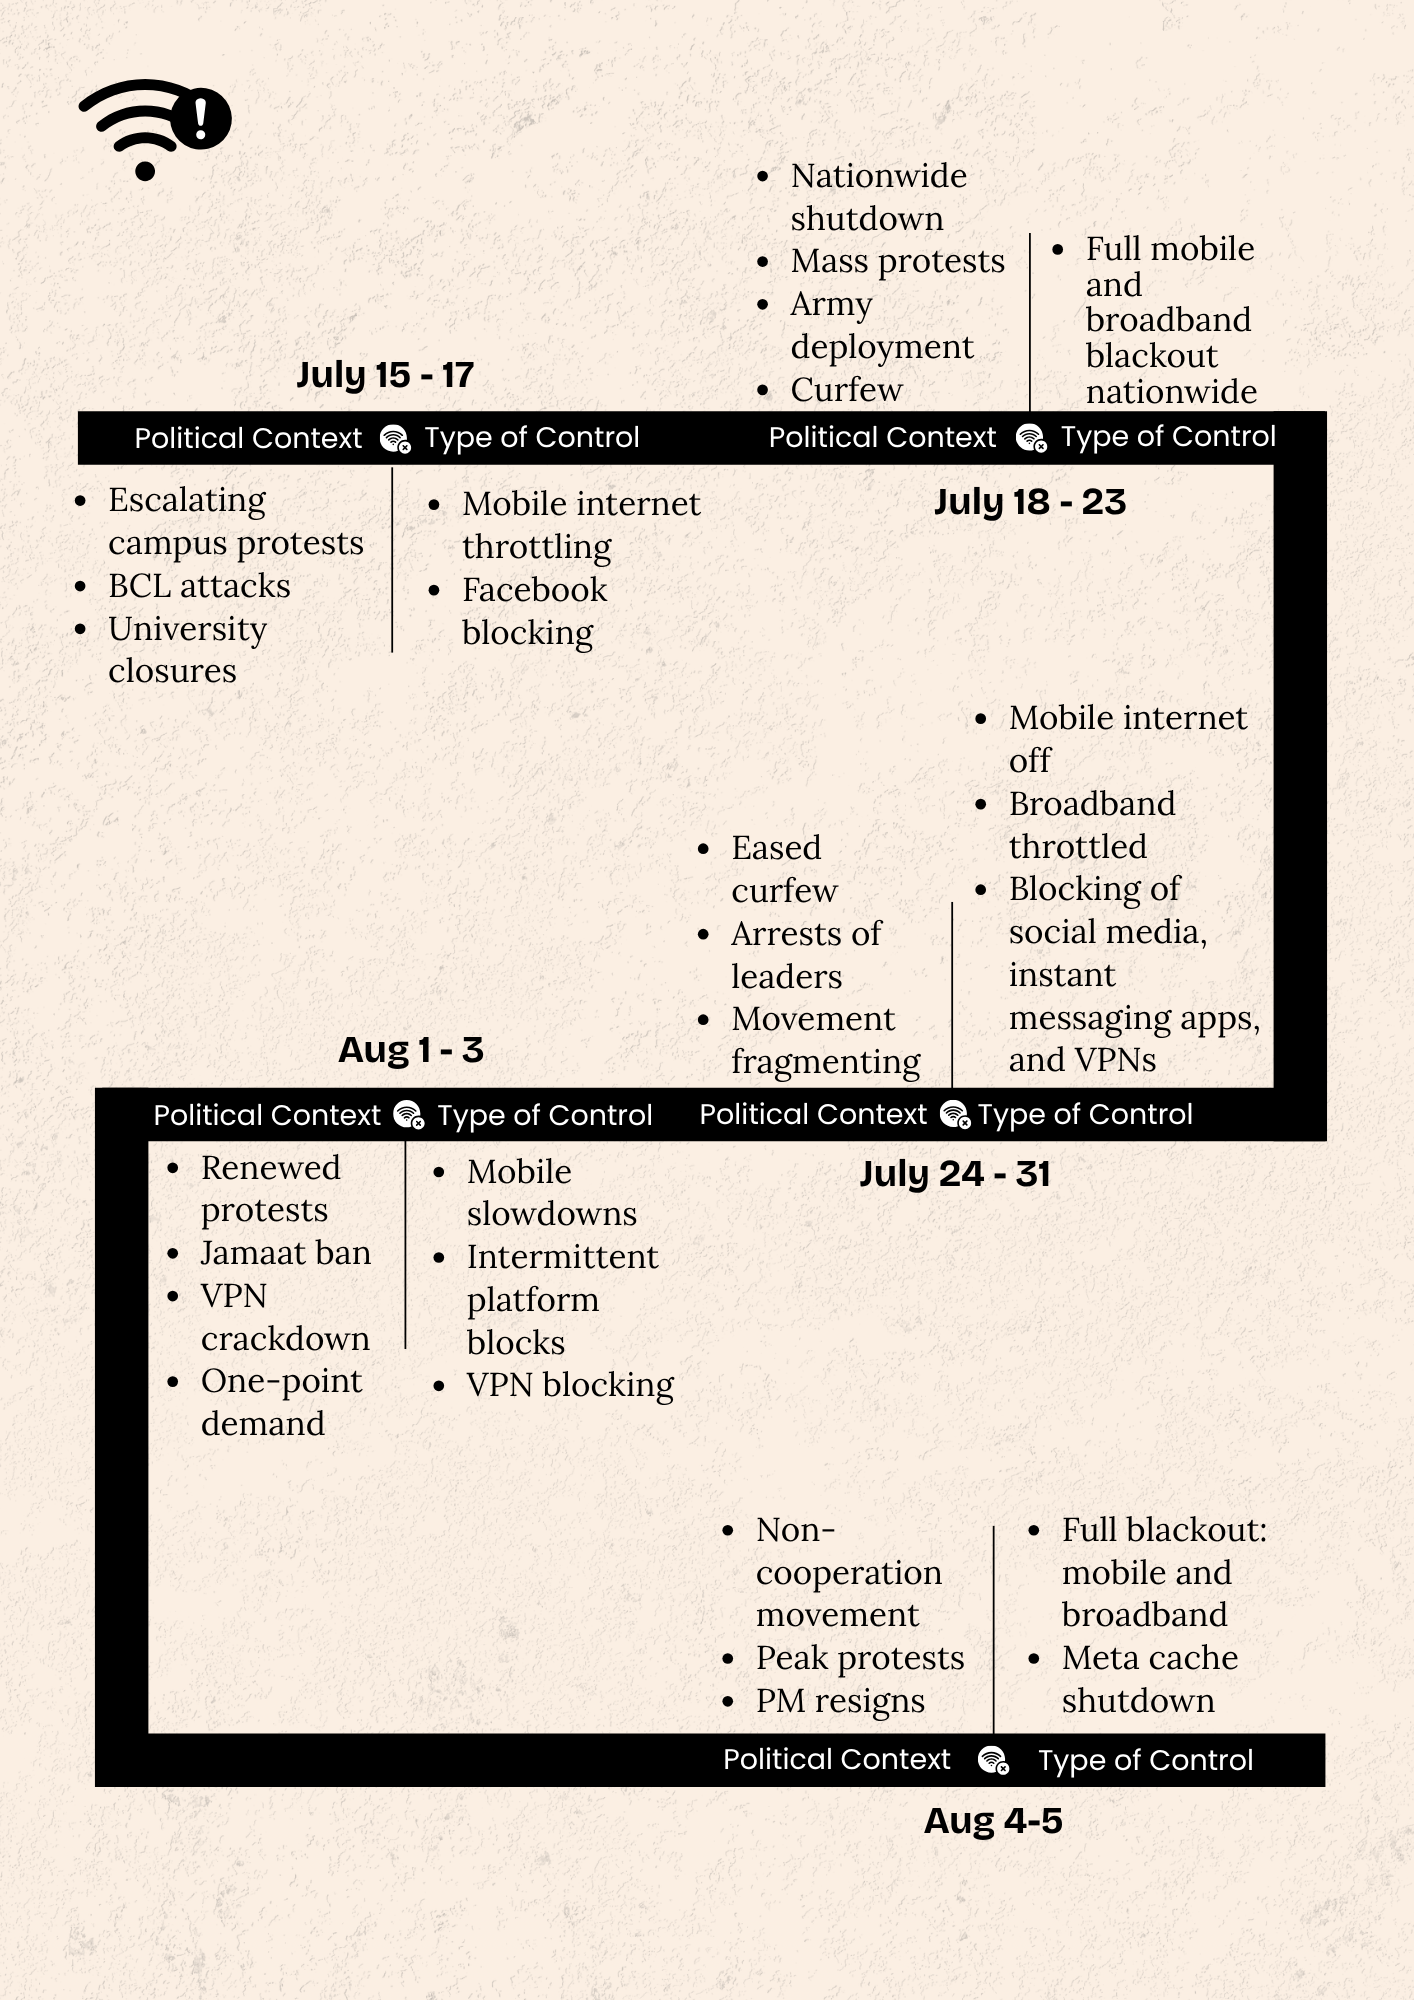 July 15 - 17
Political Context
Type of Control
• Escalating
campus protests
• BCL attacks
• University
closures
• Mobile internet
throttling
• Facebook
blocking
• Nationwide
shutdown
• Mass protests
• Army
deployment
• Curfew
• Full mobile
and
broadband
blackout
nationwide
Political Context
Type of Control
July 18 - 23
• Eased
curfew
• Arrests of
leaders
• Movement
fragmenting
• Mobile internet
off
• Broadband
throttled
• Blocking of
social media,
instant
messaging apps,
and VPNs
Political Context
Type of Control
July 24 - 31
Aug 1 - 3
Political Context
Type of Control
• Renewed
protests
• Jamaat ban
• VPN
crackdown
• One-point
demand
• Mobile
slowdowns
• Intermittent
platform
blocks
• VPN blocking
• Non-
cooperation
movement
• Peak protests
• PM resigns
• Full blackout:
mobile and
broadband
• Meta cache
shutdown
Political Context
Type of Control
Aug 4-5